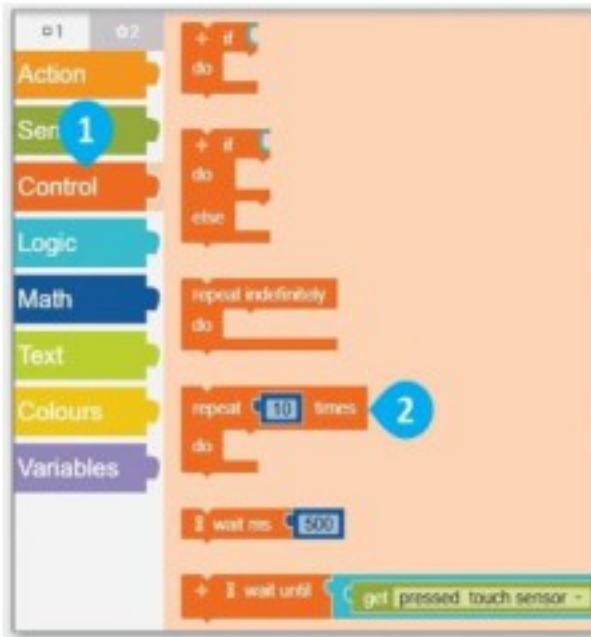 1
2
Action
Sen
1
Control
Logic
Math
Text
Colours
Variables
+ if
do
+ if
do
else
repeat indefinitely
do
repeat 10 times
2
do
wait ms 500
+ wait until get pressed touch sensor